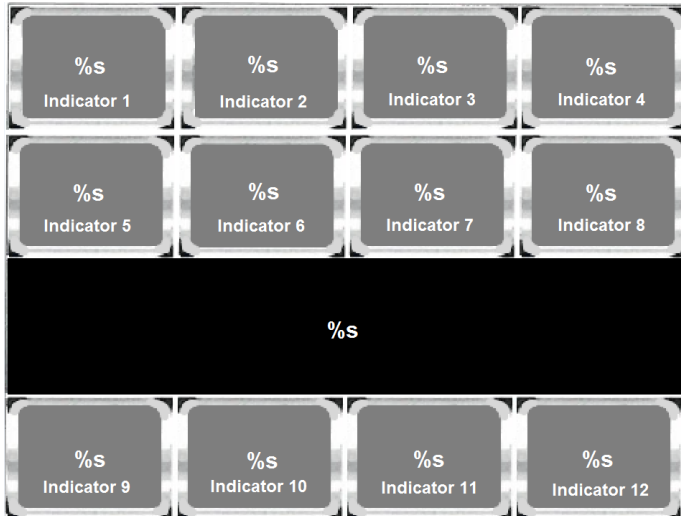 %s %s %s %s
Indicator 1 Indicator 2 Indicator 3 Indicator 4
%s %s %s %s
Indicator 5 Indicator 6 Indicator 7 Indicator 8
%s
%s %s %s %s
Indicator 9 Indicator 10 Indicator 11 Indicator 12